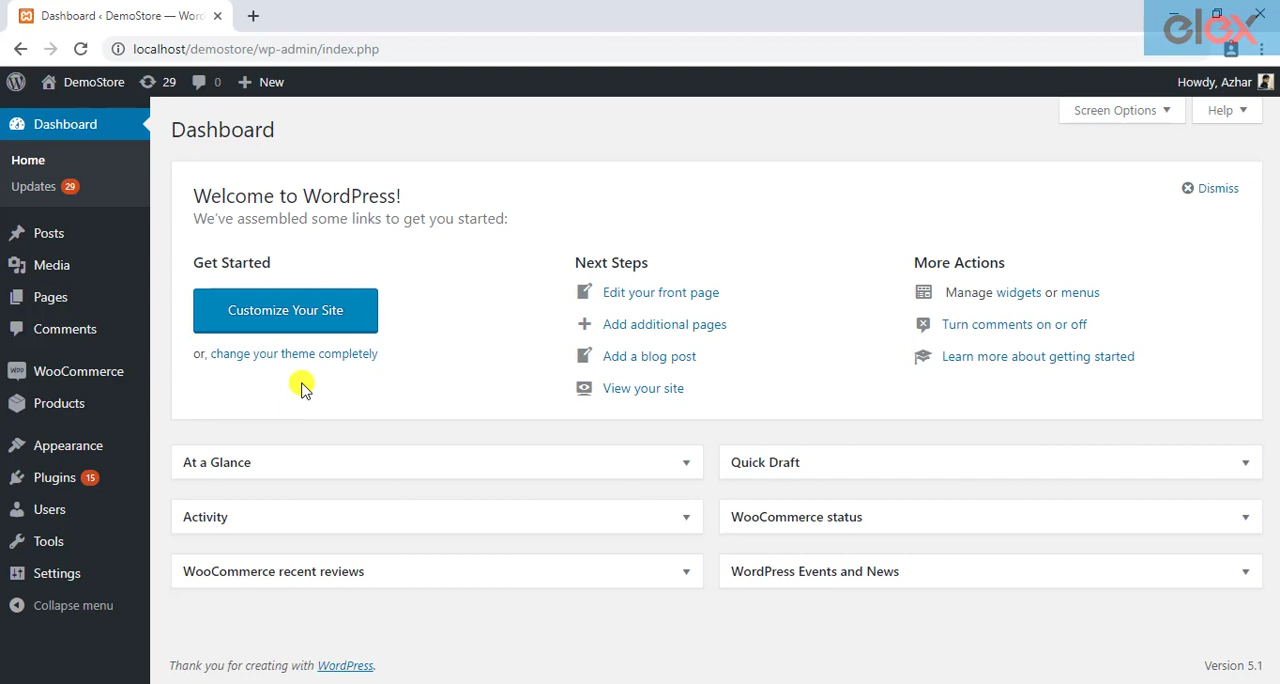 Dashboard ‹ DemoStore — Word
localhost/demostore/wp-admin/index.php
elex
DemoStore 29 0 New
Howdy, Azhar
Dashboard
Home
Updates 29
Posts
Media
Pages
Comments
WOO WooCommerce
Products
Appearance
Plugins 15
Users
Tools
Settings
Collapse menu
Screen Options Help
Dashboard
Welcome to WordPress!
Dismiss
We've assembled some links to get you started:
Get Started
Customize Your Site
or, change your theme completely
Next Steps
Edit your front page
Add additional pages
Add a blog post
View your site
More Actions
Manage widgets or menus
Turn comments on or off
Learn more about getting started
At a Glance
Quick Draft
Activity
WooCommerce status
WooCommerce recent reviews
WordPress Events and News
Thank you for creating with WordPress.
Version 5.1